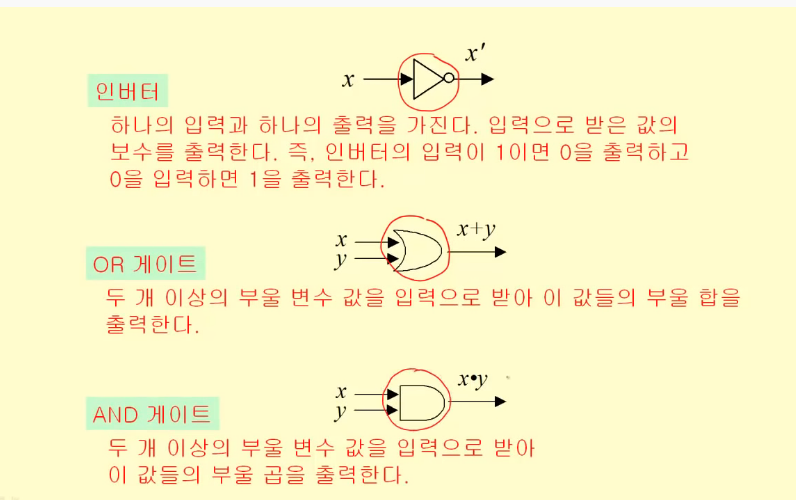 x x′
인버터
하나의 입력과 하나의 출력을 가진다. 입력으로 받은 값의
보수를 출력한다. 즉, 인버터의 입력이 1이면 0을 출력하고
0을 입력하면 1을 출력한다.
x x+y
y
OR 게이트
두 개 이상의 부울 변수 값을 입력으로 받아 이 값들의 부울 합을
출력한다.
x x•y
y
AND 게이트
두 개 이상의 부울 변수 값을 입력으로 받아
이 값들의 부울 곱을 출력한다.